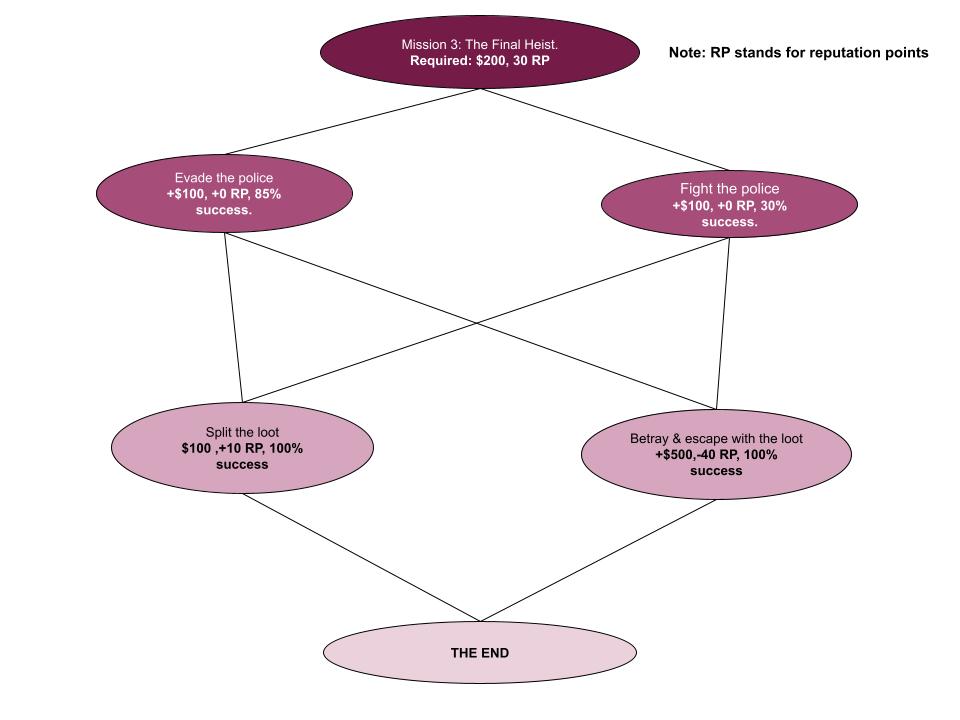 Mission 3: The Final Heist.
Required: $200, 30 RP
Note: RP stands for reputation points
Evade the police
+$100, +0 RP, 85%
success.
Fight the police
+$100, +0 RP, 30%
success.
Split the loot
$100 ,+10 RP, 100%
success
Betray & escape with the loot
+$500,-40 RP, 100%
success
THE END